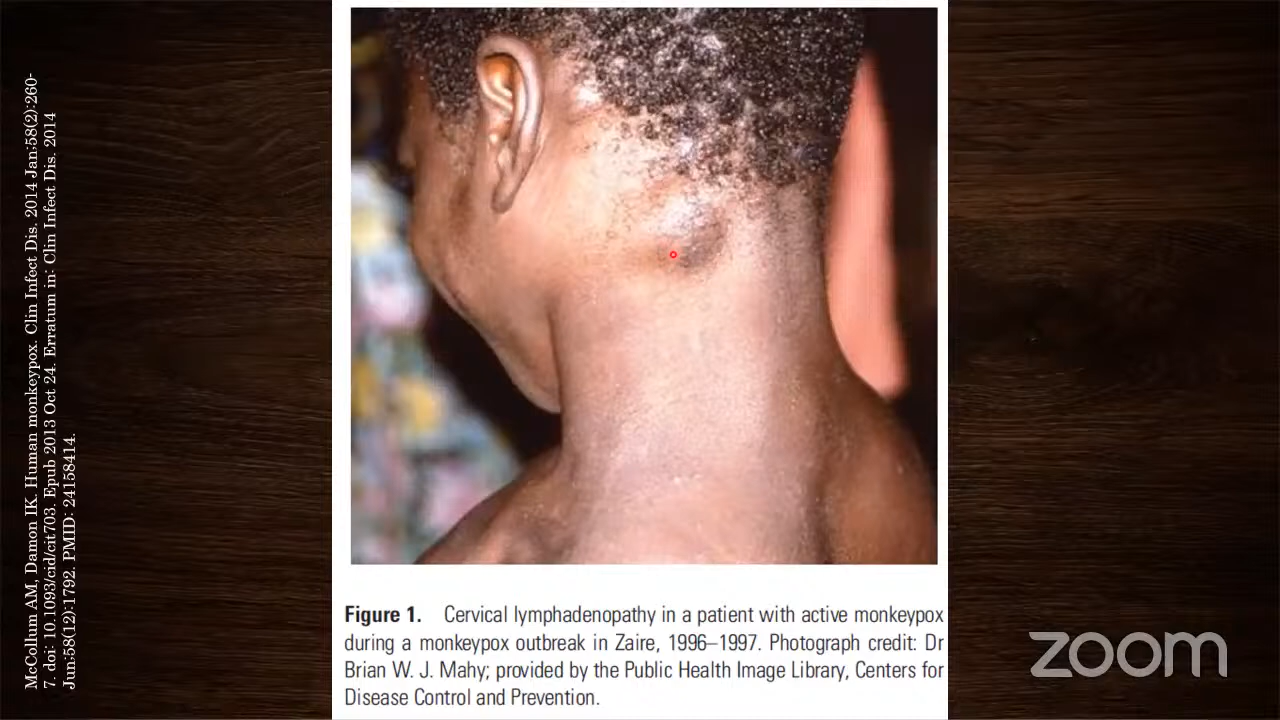 McCollum AM, Damon IK. Human monkeypox. Clin Infect Dis. 2014 Jan;58(2):260-
7. doi: 10.1093/cid/cit703. Epub 2013 Oct 24. Erratum in: Clin Infect Dis. 2014
Jun;58(12):1792. PMID: 24158414.
Figure 1. Cervical lymphadenopathy in a patient with active monkeypox
during a monkeypox outbreak in Zaire, 1996–1997. Photograph credit: Dr
Brian W. J. Mahy; provided by the Public Health Image Library, Centers for
Disease Control and Prevention.
zoom